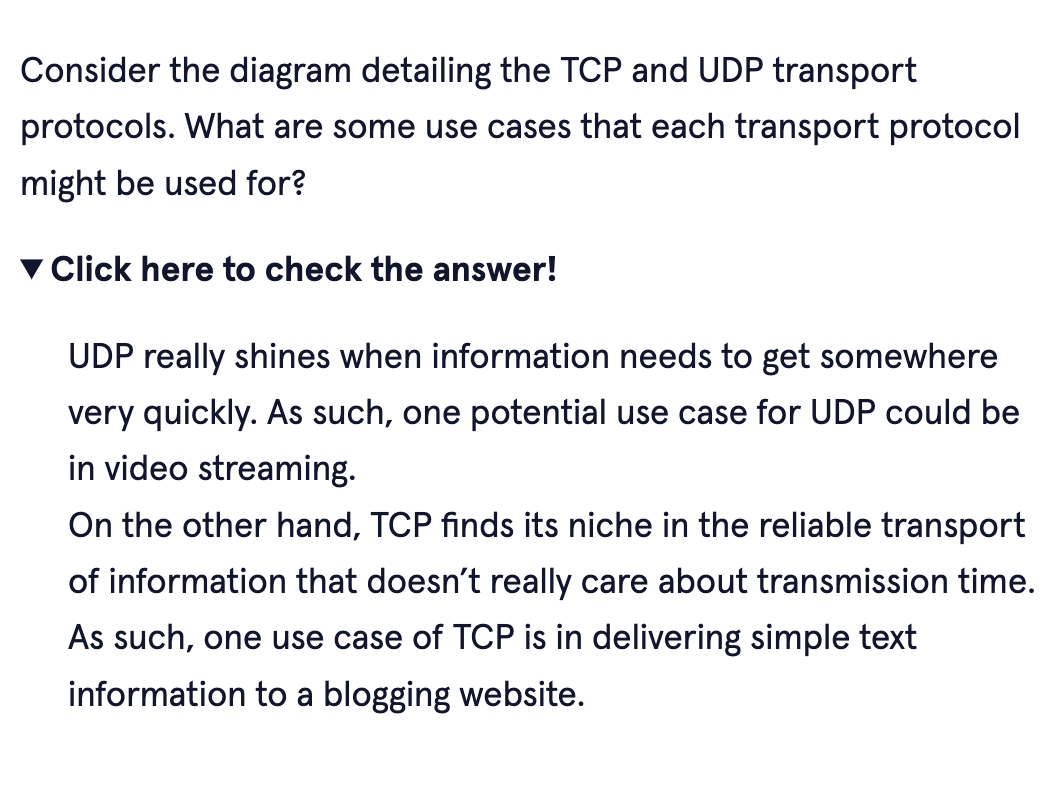 Consider the diagram detailing the TCP and UDP transport
protocols. What are some use cases that each transport protocol
might be used for?
▼ Click here to check the answer!
UDP really shines when information needs to get somewhere
very quickly. As such, one potential use case for UDP could be
in video streaming.
On the other hand, TCP finds its niche in the reliable transport
of information that doesn’t really care about transmission time.
As such, one use case of TCP is in delivering simple text
information to a blogging website.